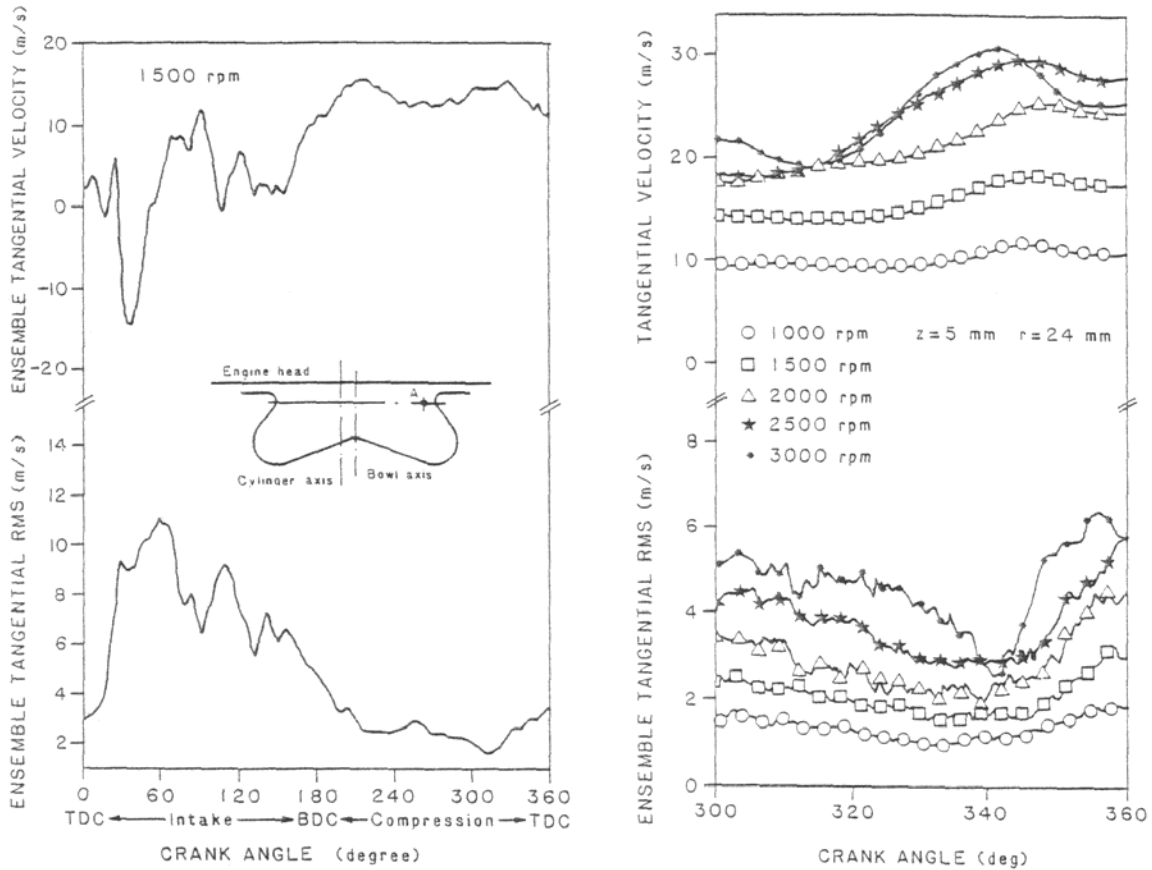 ENSEMBLE TANGENTIAL VELOCITY (m/s)
20
10
0
-10
-20
1500 rpm
Engine head
A
Cylinder axis
Bowl axis
ENSEMBLE TANGENTIAL RMS (m/s)
14
12
10
8
6
4
2
0 60 120 180 240 300 360
TDC Intake BDC Compression TDC
CRANK ANGLE (degree)
TANGENTIAL VELOCITY (m/s)
30
20
10
0
1000 rpm z=5 mm r=24 mm
1500 rpm
2000 rpm
2500 rpm
3000 rpm
ENSEMBLE TANGENTIAL RMS (m/s)
8
6
4
2
0
300 320 340 360
CRANK ANGLE (deg)